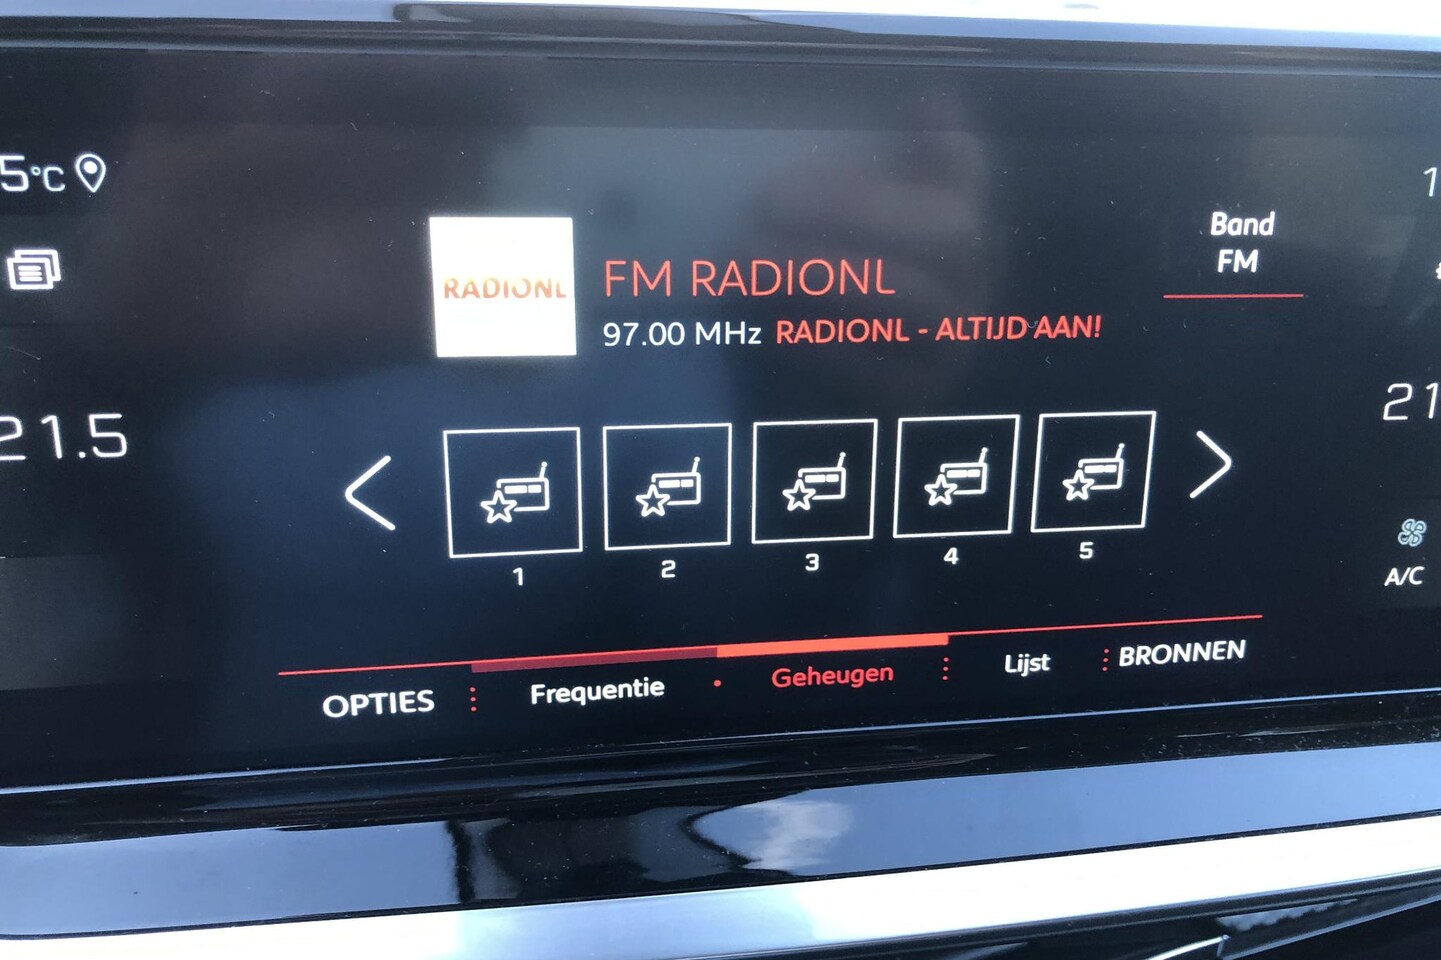 5°C
Band
FM
RADIONL
FM RADIONL
97.00 MHz RADIONL - ALTIJD AAN!
21.5
21
1 2 3 4 5
A/C
OPTIES Frequentie Geheugen Lijst BRONNEN